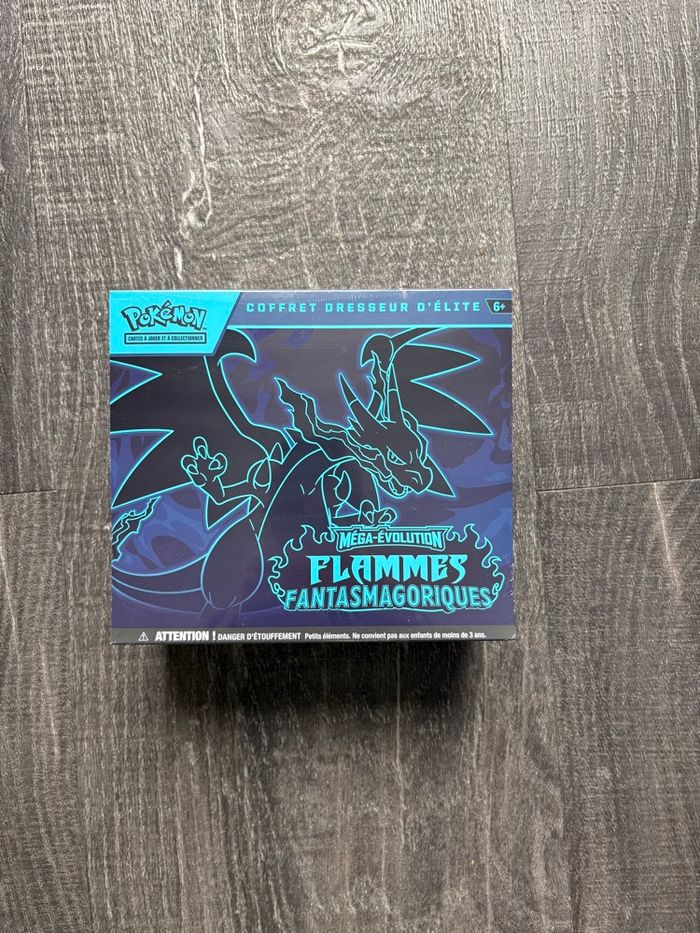 POKÉMON
CARTES À JOUER ET À COLLECTIONNER
COFFRET DRESSEUR D'ÉLITE
6+
MÉGA-ÉVOLUTION
FLAMMES
FANTASMAGORIQUES
⚠ ATTENTION ! DANGER D'ÉTOUFFEMENT Petits éléments. Ne convient pas aux enfants de moins de 3 ans.